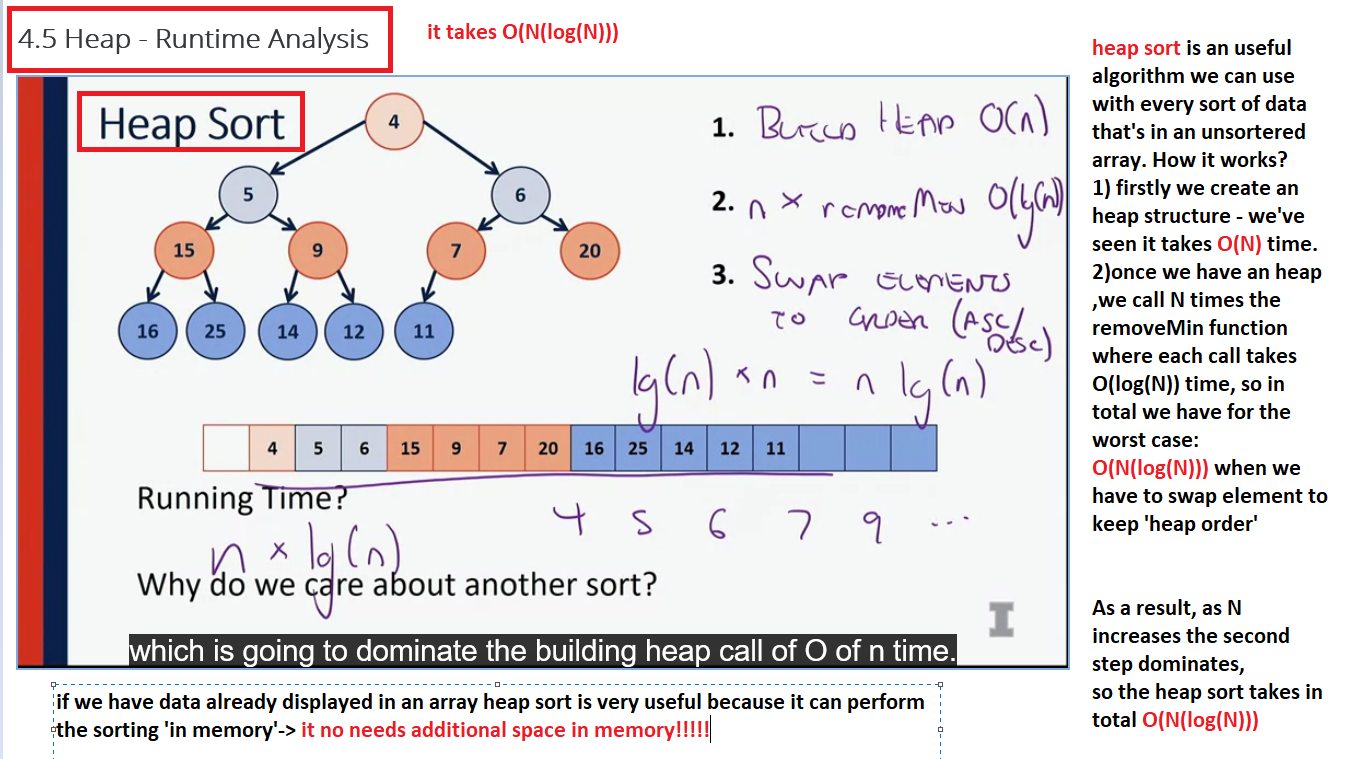 4.5 Heap - Runtime Analysis
it takes O(N(log(N)))
Heap Sort
4
5
6
15
9
7
20
16
25
14
12
11
1. BUILD HEAP O(n)
2. n × removeMin O(lg(n))
3. SWAP ELEMENTS
TO ORDER (ASC/
DESC)
lg(n) × n = n lg(n)
4 5 6 15 9 7 20 16 25 14 12 11
Running Time?
4 5 6 7 9 ...
n × lg(n)
Why do we care about another sort?
which is going to dominate the building heap call of O of n time.
if we have data already displayed in an array heap sort is very useful because it can perform
the sorting 'in memory'-> it no needs additional space in memory!!!!!
heap sort is an useful
algorithm we can use
with every sort of data
that's in an unsortered
array. How it works?
1) firstly we create an
heap structure - we've
seen it takes O(N) time.
2)once we have an heap
,we call N times the
removeMin function
where each call takes
O(log(N)) time, so in
total we have for the
worst case:
O(N(log(N))) when we
have to swap element to
keep 'heap order'
As a result, as N
increases the second
step dominates,
so the heap sort takes in
total O(N(log(N)))